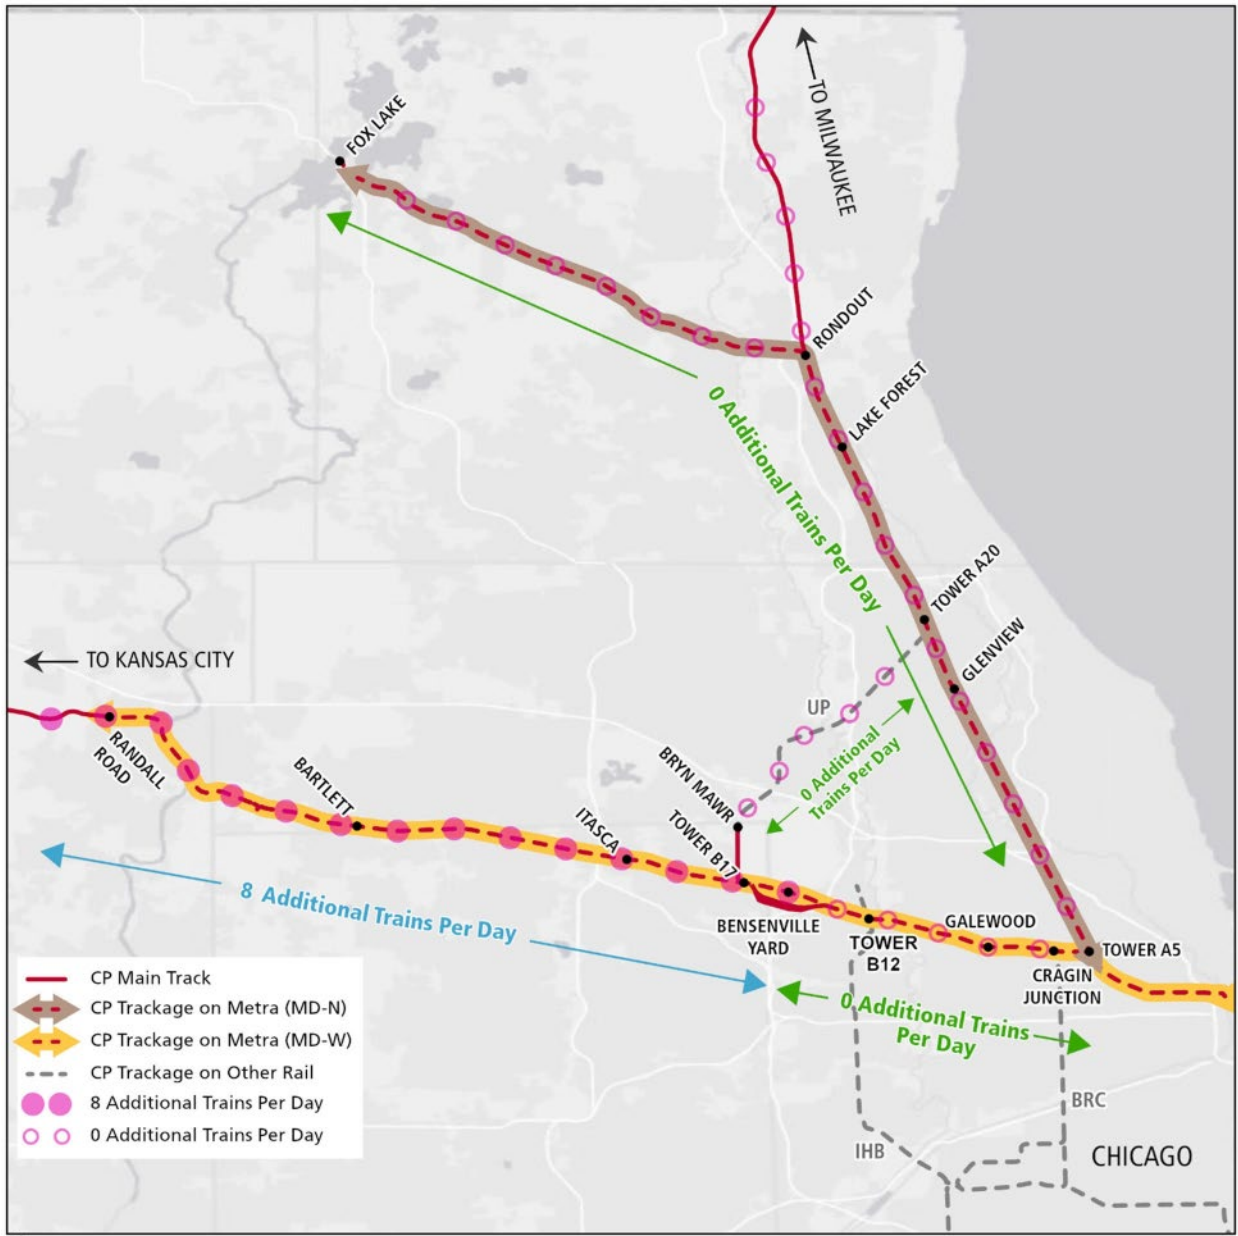 FOX LAKE
TO MILWAUKEE
RONDOUT
LAKE FOREST
0 Additional Trains Per Day
TOWER A20
GLENVIEW
TO KANSAS CITY
UP
0 Additional
Trains Per Day
RANDALL
ROAD
BARTLETT
ITASCA
BRYN MAWR
TOWER B17
8 Additional Trains Per Day
BENSENVILLE
YARD
TOWER
B12
GALEWOOD
CRAGIN
JUNCTION
TOWER A5
0 Additional Trains
Per Day
BRC
IHB
CHICAGO
CP Main Track
CP Trackage on Metra (MD-N)
CP Trackage on Metra (MD-W)
CP Trackage on Other Rail
8 Additional Trains Per Day
0 Additional Trains Per Day